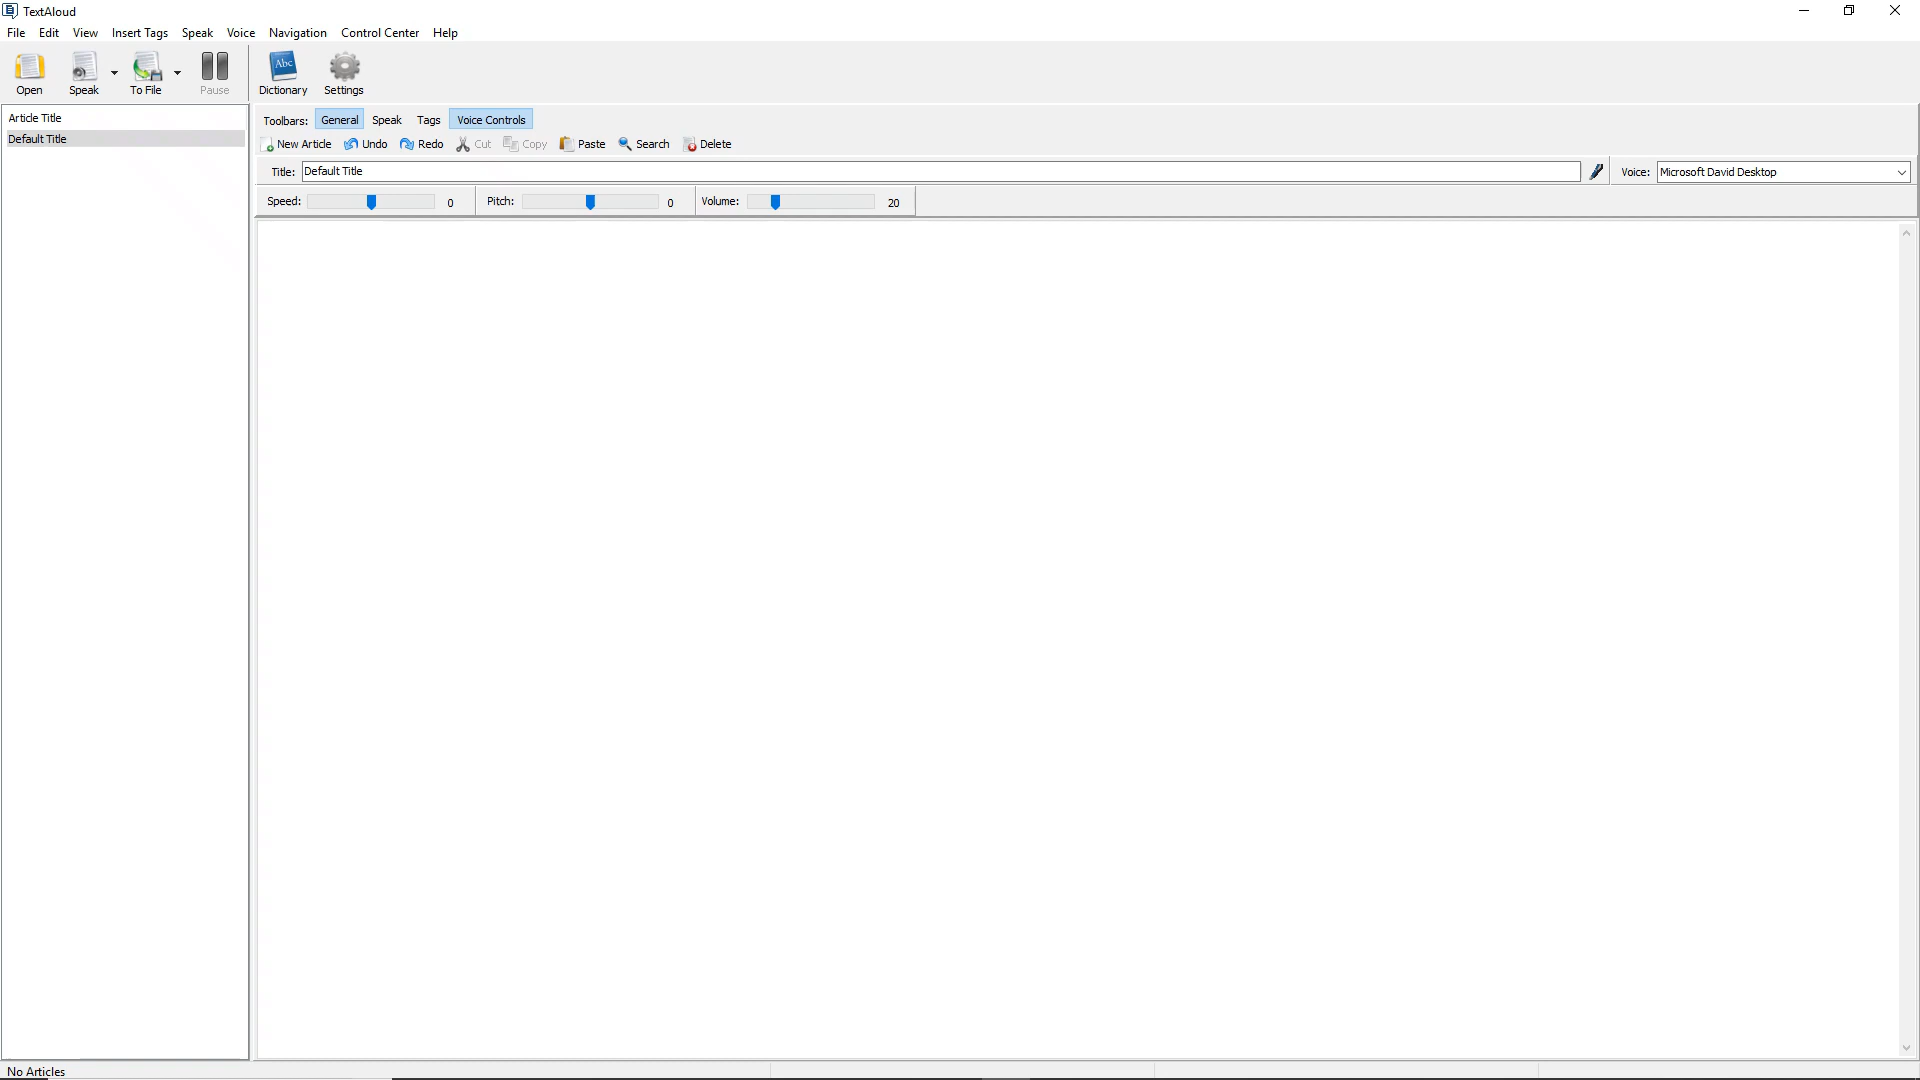 TextAloud
File Edit View Insert Tags Speak Voice Navigation Control Center Help
Open Speak To File Pause Abc Dictionary Settings
Article Title
Default Title
Toolbars: General Speak Tags Voice Controls
New Article Undo Redo Cut Copy Paste Search Delete
Title: Default Title Voice: Microsoft David Desktop
Speed: 0 Pitch: 0 Volume: 20
No Articles